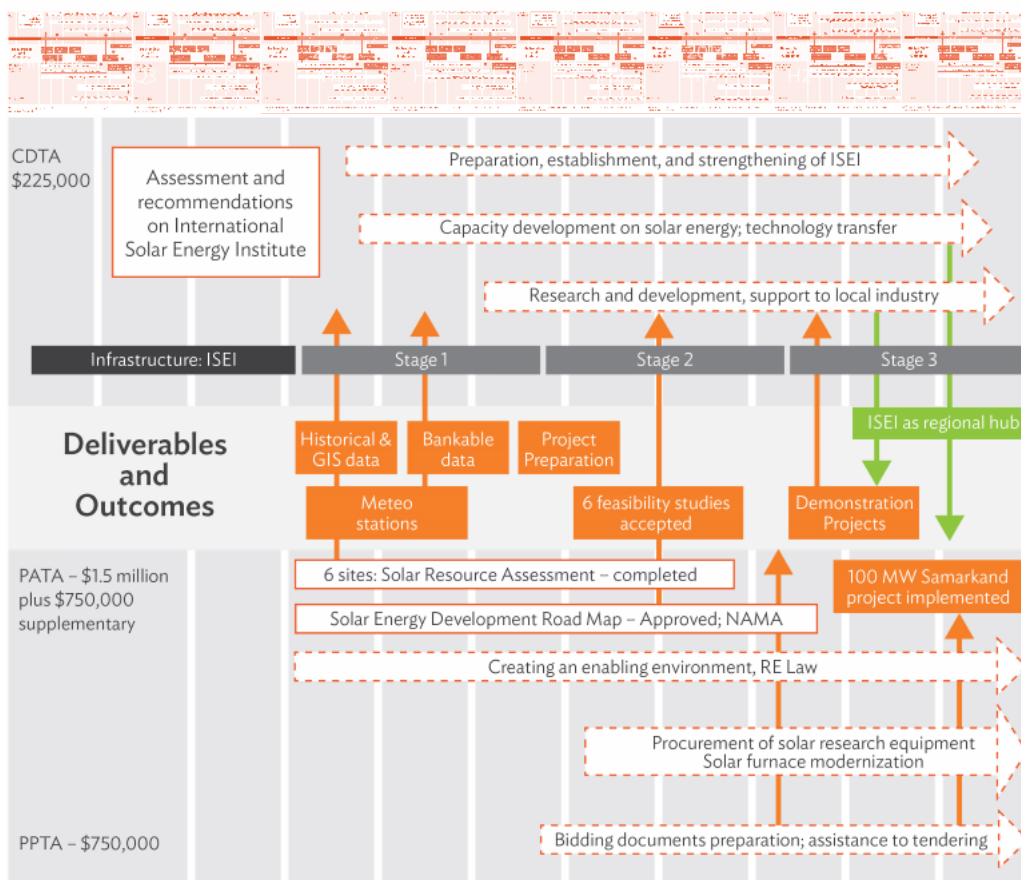 CDTA
$225,000
Assessment and
recommendations
on International
Solar Energy Institute
Preparation, establishment, and strengthening of ISEI
Capacity development on solar energy; technology transfer
Research and development, support to local industry
Infrastructure: ISEI
Stage 1
Stage 2
Stage 3
Deliverables
and
Outcomes
Historical &
GIS data
Bankable
data
Project
Preparation
ISEI as regional hub
Meteo
stations
6 feasibility studies
accepted
Demonstration
Projects
PATA – $1.5 million
plus $750,000
supplementary
6 sites: Solar Resource Assessment – completed
100 MW Samarkand
project implemented
Solar Energy Development Road Map – Approved; NAMA
Creating an enabling environment, RE Law
Procurement of solar research equipment
Solar furnace modernization
PPTA – $750,000
Bidding documents preparation; assistance to tendering